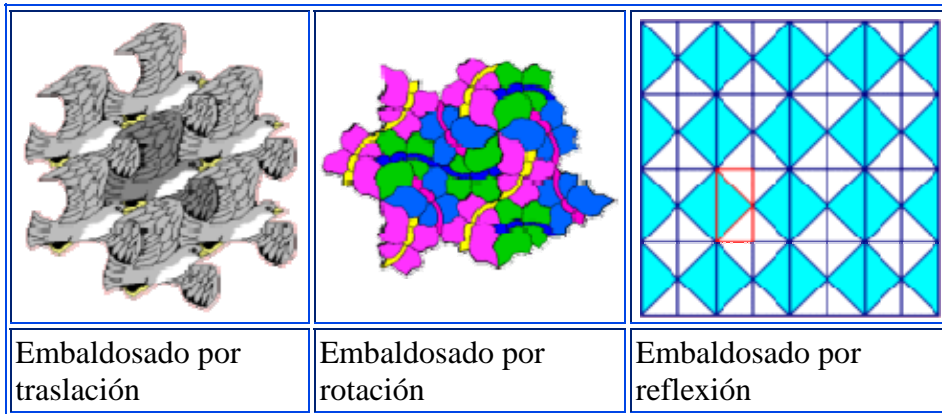 Embaldosado por
traslación
Embaldosado por
rotación
Embaldosado por
reflexión